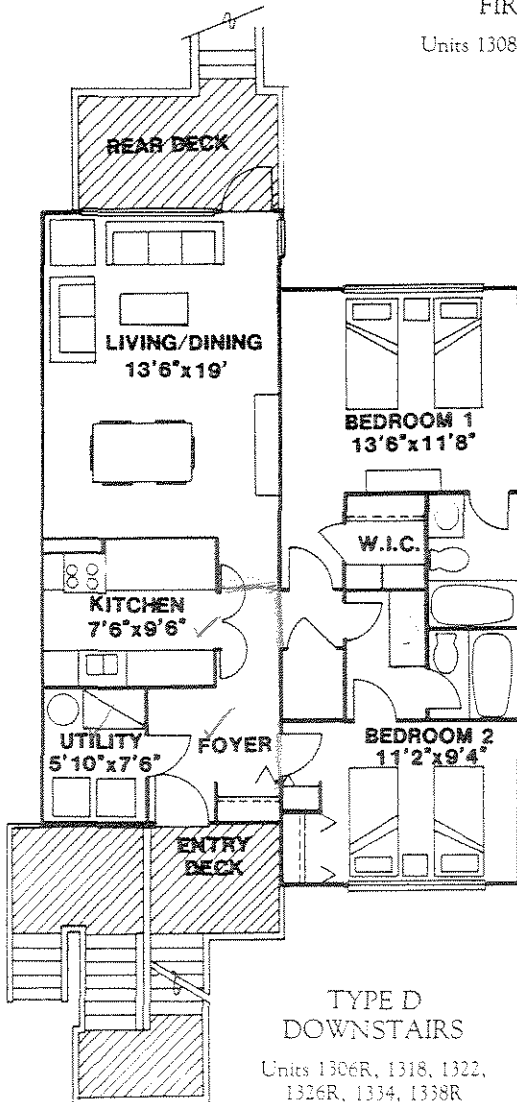 FIR
Units 1308
REAR DECK
LIVING/DINING
13'6"x19'
BEDROOM 1
13'6"x11'8"
W.I.C.
KITCHEN
7'6"x9'6"
UTILITY
5'10"x7'6"
FOYER
BEDROOM 2
11'2"x9'4"
ENTRY
DECK
TYPE D
DOWNSTAIRS
Units 1306R, 1318, 1322,
1326R, 1334, 1338R